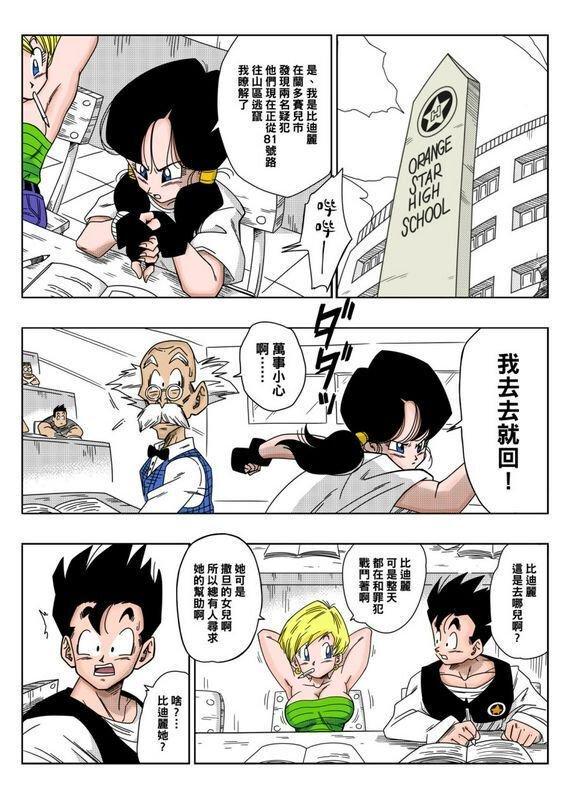 ORANGE
STAR
HIGH
SCHOOL
嗶
嗶
是、我是比迪麗
在蘭多賽兒市
發現兩名疑犯
他們現在正從81號路
往山區逃竄
我瞭解了
我去去就回！
ダダダ
萬事小心
啊……
比迪麗
這是去哪兒啊？
比迪麗
可是整天
都在和罪犯
戰鬥著啊
她可是
撒旦的女兒啊
所以總有人尋求
她的幫助啊
啥？…
比迪麗她？